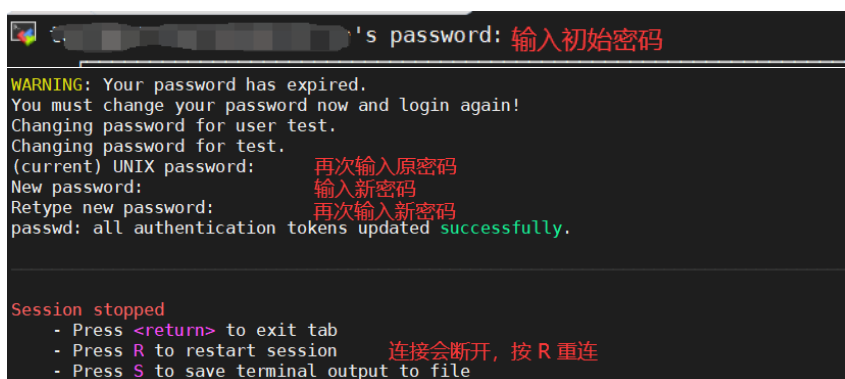 's password: 输入初始密码
WARNING: Your password has expired.
You must change your password now and login again!
Changing password for user test.
Changing password for test.
(current) UNIX password: 再次输入原密码
New password: 输入新密码
Retype new password: 再次输入新密码
passwd: all authentication tokens updated successfully.
Session stopped
- Press <return> to exit tab
- Press R to restart session 连接会断开，按 R 重连
- Press S to save terminal output to file